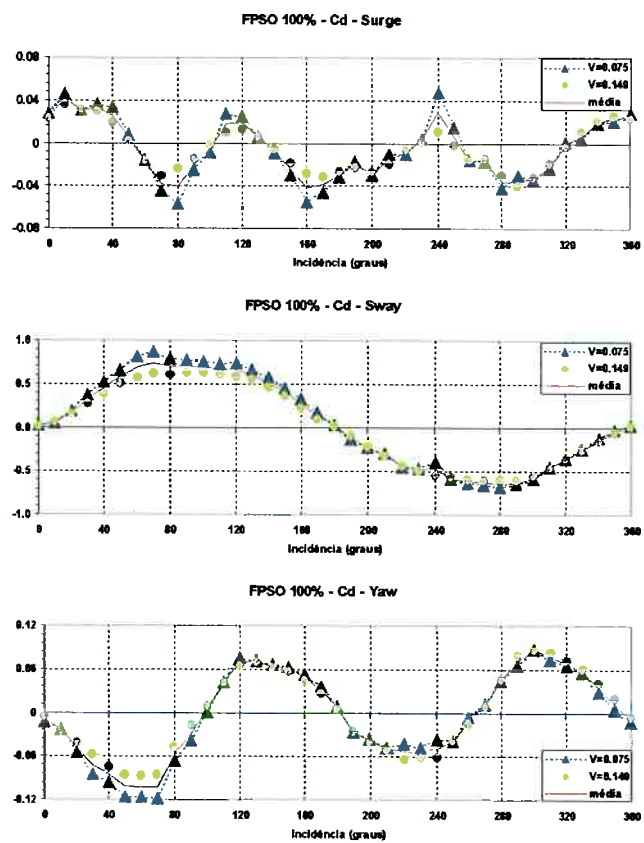 FPSO 100% - Cd - Surge
0.08
0.04
0
-0.04
-0.08
V=0.075
V=0.149
média
0 40 80 120 160 200 240 280 320 360
Incidência (graus)
FPSO 100% - Cd - Sway
1.0
0.5
0.0
-0.5
-1.0
V=0.075
V=0.149
média
0 40 80 120 160 200 240 280 320 360
Incidência (graus)
FPSO 100% - Cd - Yaw
0.12
0.06
0
-0.06
-0.12
V=0.075
V=0.149
média
0 40 80 120 160 200 240 280 320 360
Incidência (graus)